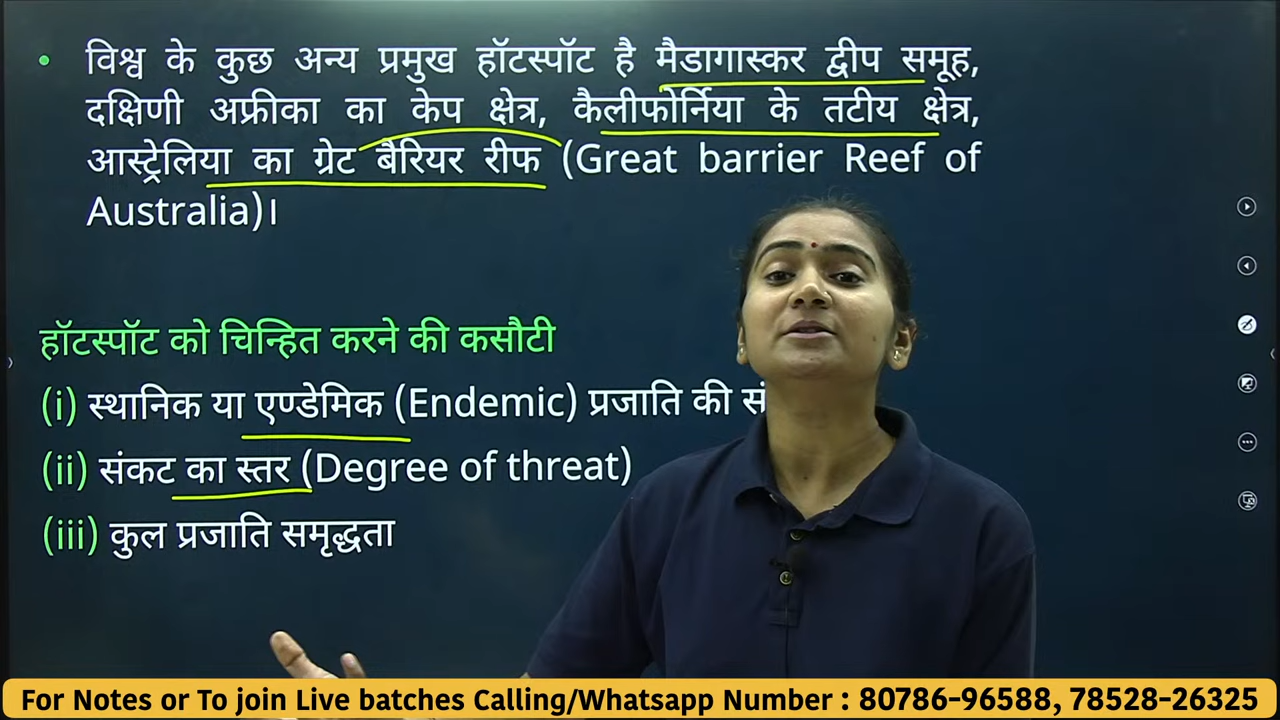 • विश्व के कुछ अन्य प्रमुख हॉटस्पॉट है मैडागास्कर द्वीप समूह,
दक्षिणी अफ्रीका का केप क्षेत्र, कैलीफोर्निया के तटीय क्षेत्र,
आस्ट्रेलिया का ग्रेट बैरियर रीफ (Great barrier Reef of
Australia)।
हॉटस्पॉट को चिन्हित करने की कसौटी
(i) स्थानिक या एण्डेमिक (Endemic) प्रजाति की
(ii) संकट का स्तर (Degree of threat)
(iii) कुल प्रजाति समृद्धता
For Notes or To join Live batches Calling/Whatsapp Number : 80786-96588, 78528-26325